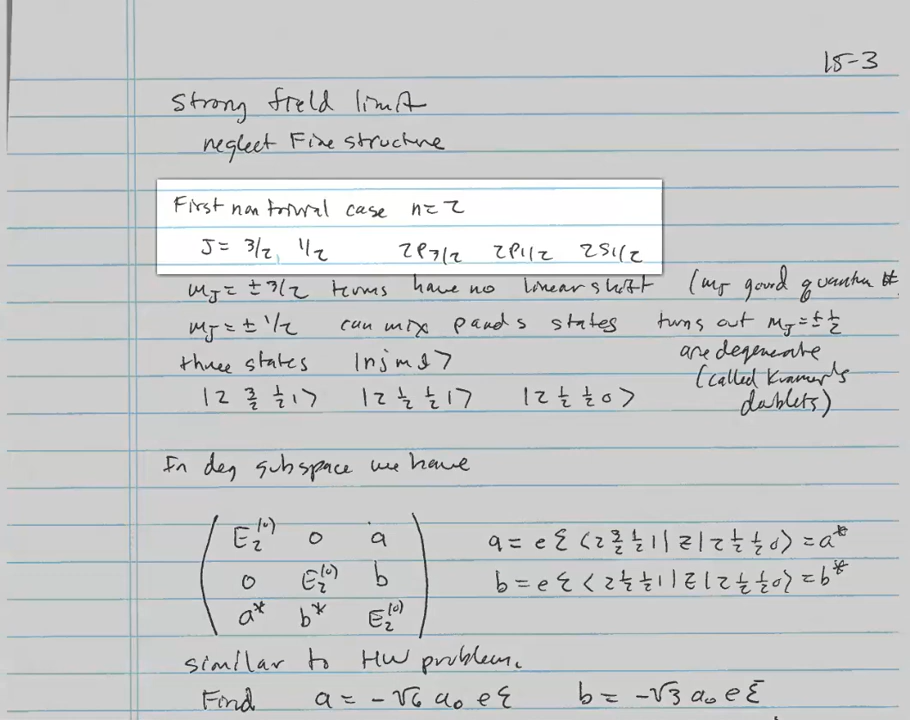 15-3
Strong field limit
neglect Fine structure
First non trivial case n=2
J= 3/2, 1/2 2P3/2 2P1/2 2S1/2
mJ= ±3/2 terms have no linear shift (mJ good quantum #.
mJ= ±1/2 can mix p and s states turns out mJ=±1/2
three states |njml> are degenerate
(called Kramer's
|2 3/2 1/2 1> |2 1/2 1/2 1> |2 1/2 1/2 0> doublets)
In deg subspace we have
E2(0) 0 a a= eƐ <2 3/2 1/2 1|z|2 1/2 1/2 0> = a*
0 E2(0) b b= eƐ <2 1/2 1/2 1|z|2 1/2 1/2 0> = b*
a* b* E2(0)
similar to HW problem.
Find a = -√6 a0 eƐ b = -√3 a0 eƐ